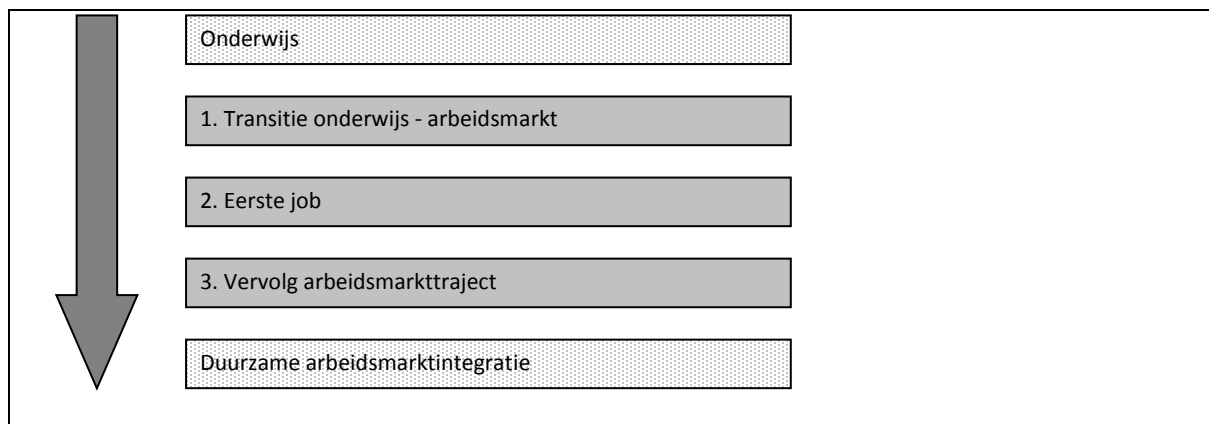 Onderwijs
1. Transitie onderwijs - arbeidsmarkt
2. Eerste job
3. Vervolg arbeidsmarkttraject
Duurzame arbeidsmarktintegratie